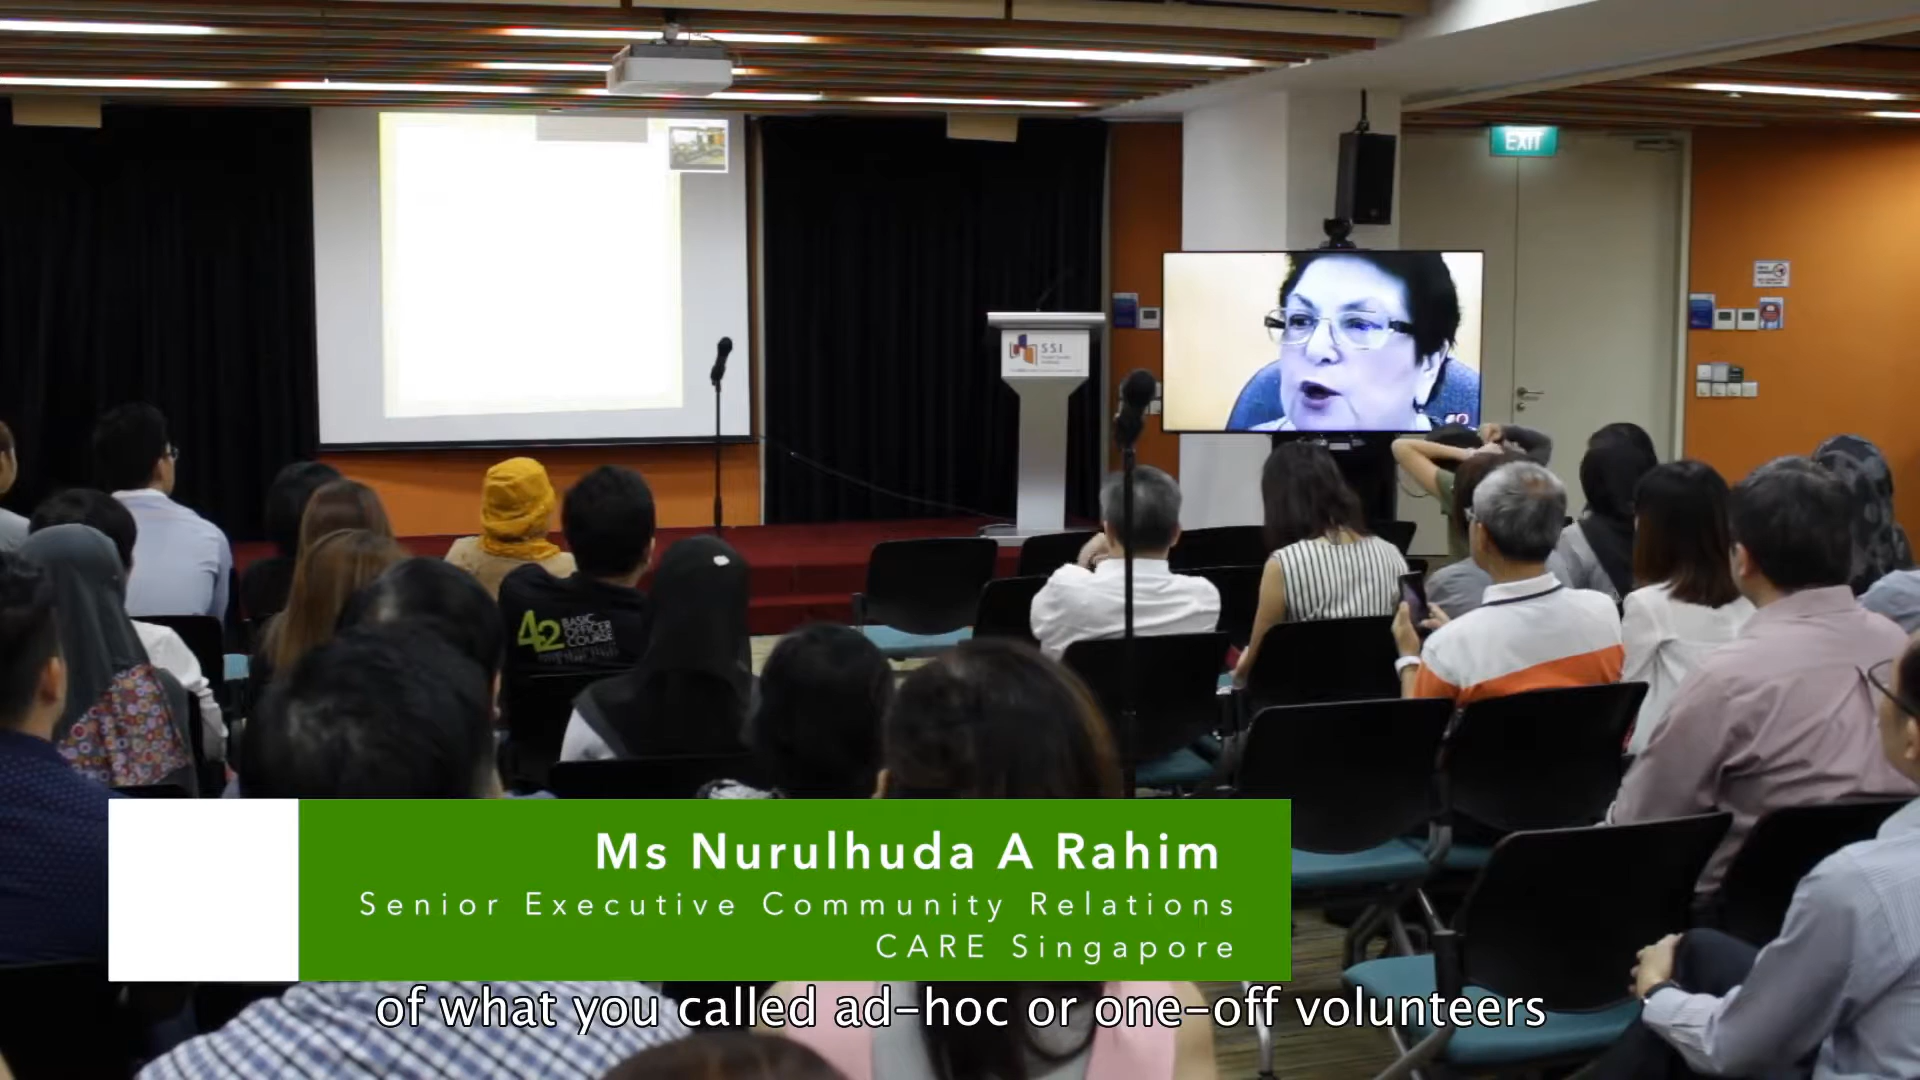 EXIT
SSI
42 BASIC
OFFICER
COURSE
Ms Nurulhuda A Rahim
Senior Executive Community Relations
CARE Singapore
of what you called ad-hoc or one-off volunteers